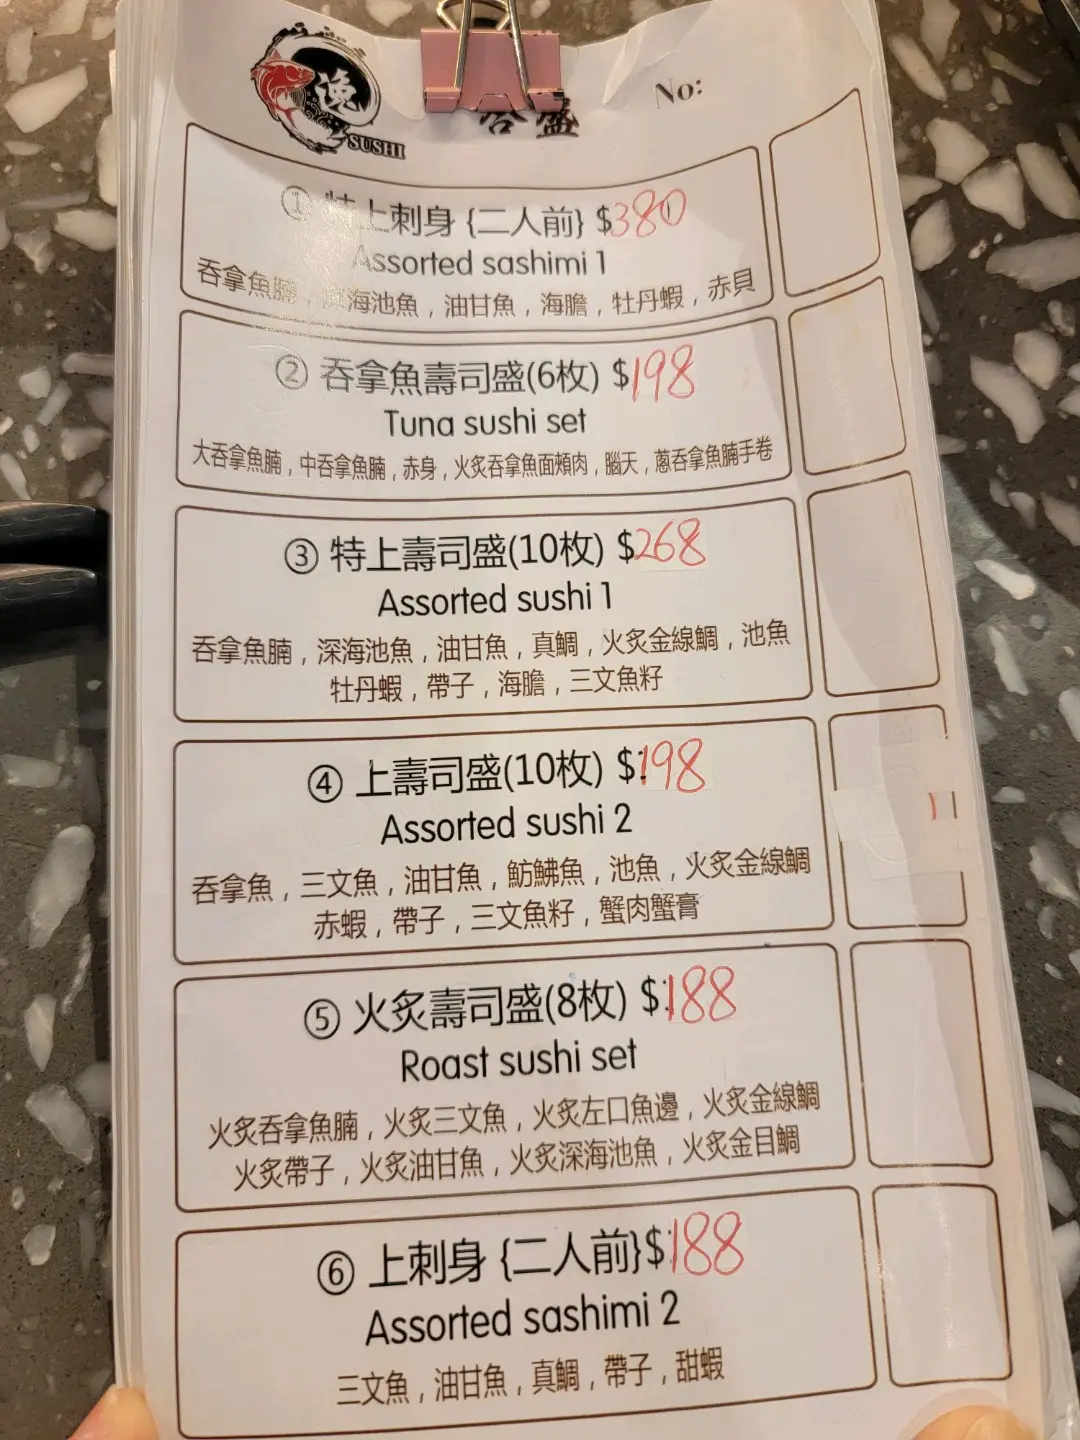 逸
SUSHI
合盛
No:
① 特上刺身 {二人前} $380
Assorted sashimi 1
吞拿魚腩，深海池魚，油甘魚，海膽，牡丹蝦，赤貝
② 吞拿魚壽司盛(6枚) $198
Tuna sushi set
大吞拿魚腩，中吞拿魚腩，赤身，火炙吞拿魚面頰肉，腦天，蔥吞拿魚腩手卷
③ 特上壽司盛(10枚) $268
Assorted sushi 1
吞拿魚腩，深海池魚，油甘魚，真鯛，火炙金線鯛，池魚
牡丹蝦，帶子，海膽，三文魚籽
④ 上壽司盛(10枚) $198
Assorted sushi 2
吞拿魚，三文魚，油甘魚，魴鮄魚，池魚，火炙金線鯛
赤蝦，帶子，三文魚籽，蟹肉蟹膏
⑤ 火炙壽司盛(8枚) $188
Roast sushi set
火炙吞拿魚腩，火炙三文魚，火炙左口魚邊，火炙金線鯛
火炙帶子，火炙油甘魚，火炙深海池魚，火炙金目鯛
⑥ 上刺身 {二人前}$188
Assorted sashimi 2
三文魚，油甘魚，真鯛，帶子，甜蝦